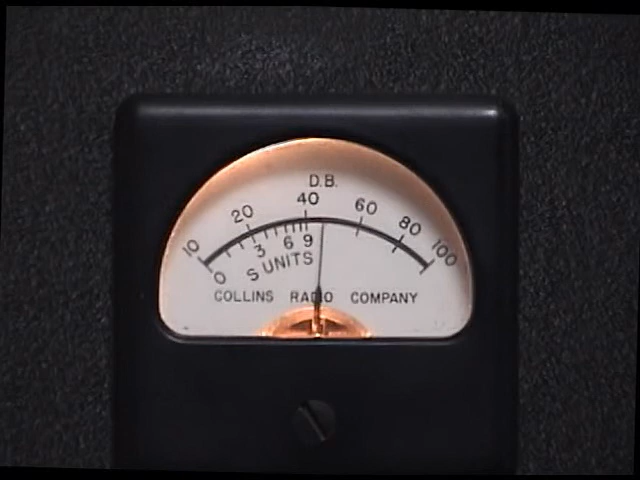 D.B.
10 20 40 60 80 100
0 3 6 9
S UNITS
COLLINS RADIO COMPANY